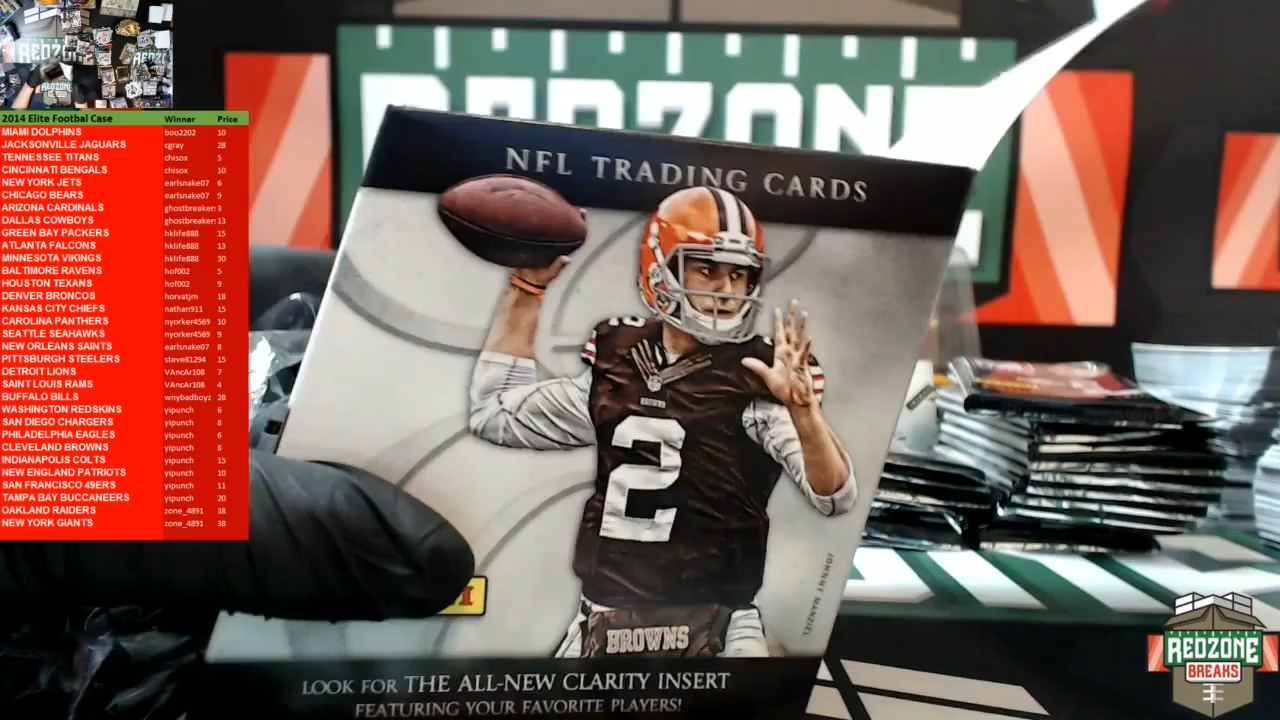 REDZONE
REDZONE
REDZONE
2014 Elite Footbal Case Winner Price
MIAMI DOLPHINS boo2202 10
JACKSONVILLE JAGUARS cgray 28
TENNESSEE TITANS chisox 5
CINCINNATI BENGALS chisox 10
NEW YORK JETS earlsnake07 6
CHICAGO BEARS earlsnake07 9
ARIZONA CARDINALS ghostbreaker 3
DALLAS COWBOYS ghostbreaker 13
GREEN BAY PACKERS hklife888 15
ATLANTA FALCONS hklife888 13
MINNESOTA VIKINGS hklife888 30
BALTIMORE RAVENS hof002 5
HOUSTON TEXANS hof002 9
DENVER BRONCOS horvatjm 18
KANSAS CITY CHIEFS nathan911 15
CAROLINA PANTHERS nyorker4569 10
SEATTLE SEAHAWKS nyorker4569 9
NEW ORLEANS SAINTS earlsnake07 8
PITTSBURGH STEELERS steve81294 15
DETROIT LIONS VAncAr108 7
SAINT LOUIS RAMS VAncAr108 4
BUFFALO BILLS wnybadboyz 28
WASHINGTON REDSKINS yipunch 6
SAN DIEGO CHARGERS yipunch 8
PHILADELPHIA EAGLES yipunch 6
CLEVELAND BROWNS yipunch 8
INDIANAPOLIS COLTS yipunch 15
NEW ENGLAND PATRIOTS yipunch 10
SAN FRANCISCO 49ERS yipunch 11
TAMPA BAY BUCCANEERS yipunch 20
OAKLAND RAIDERS zone_4891 38
NEW YORK GIANTS zone_4891 38
NFL TRADING CARDS
BROWNS
2
JOHNNY MANZIEL
BROWNS
LOOK FOR THE ALL-NEW CLARITY INSERT
FEATURING YOUR FAVORITE PLAYERS!
REDZONE
BREAKS